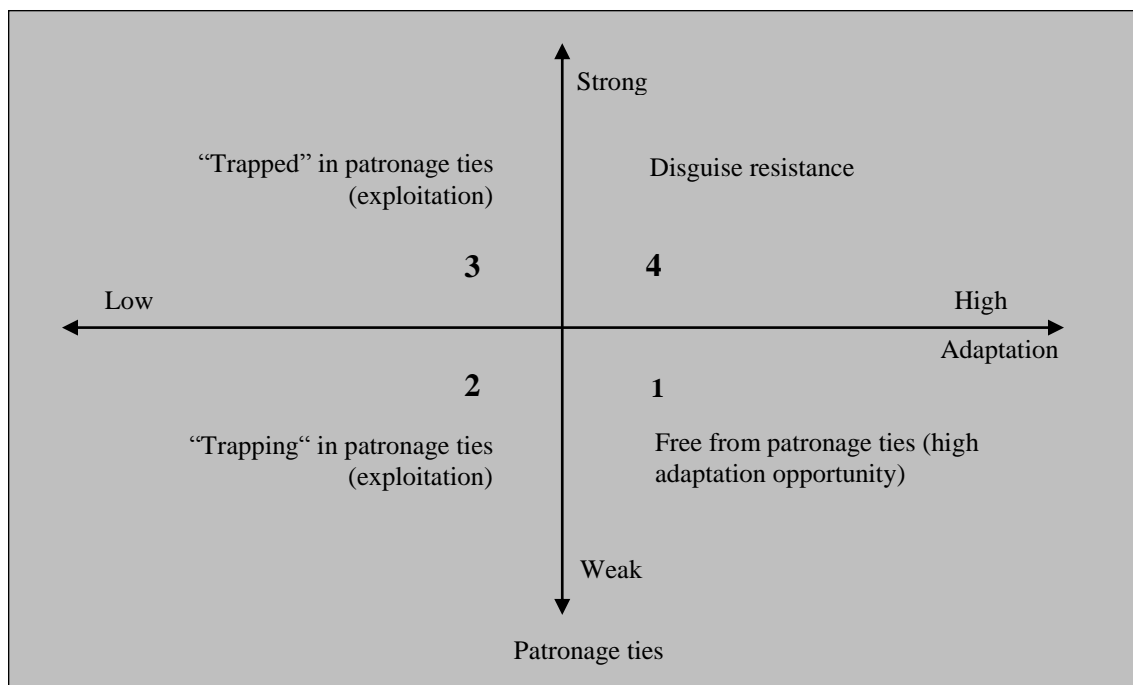 Strong
“Trapped” in patronage ties
(exploitation)
Disguise resistance
3
4
Low
High
Adaptation
2
1
“Trapping“ in patronage ties
(exploitation)
Free from patronage ties (high
adaptation opportunity)
Weak
Patronage ties